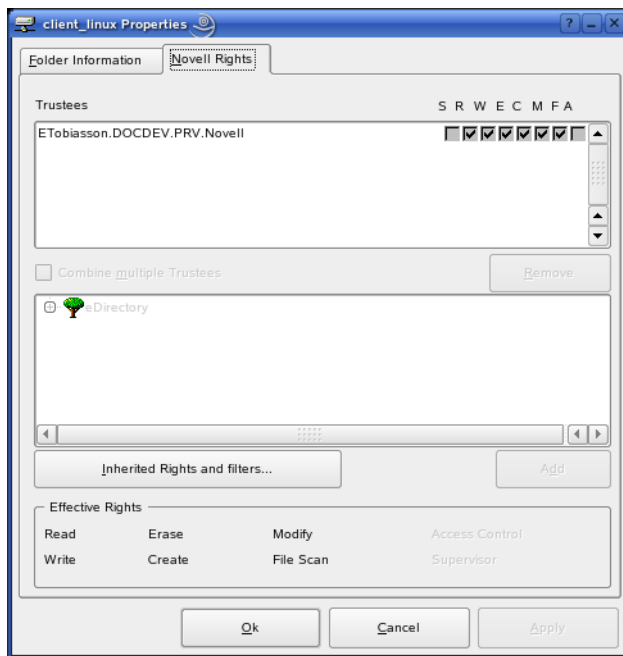 client_linux Properties
Folder Information
Novell Rights
Trustees
S R W E C M F A
ETobiasson.DOCDEV.PRV.Novell
Combine multiple Trustees
Remove
eDirectory
Inherited Rights and filters...
Add
Effective Rights
Read Erase Modify Access Control
Write Create File Scan Supervisor
Ok Cancel Apply